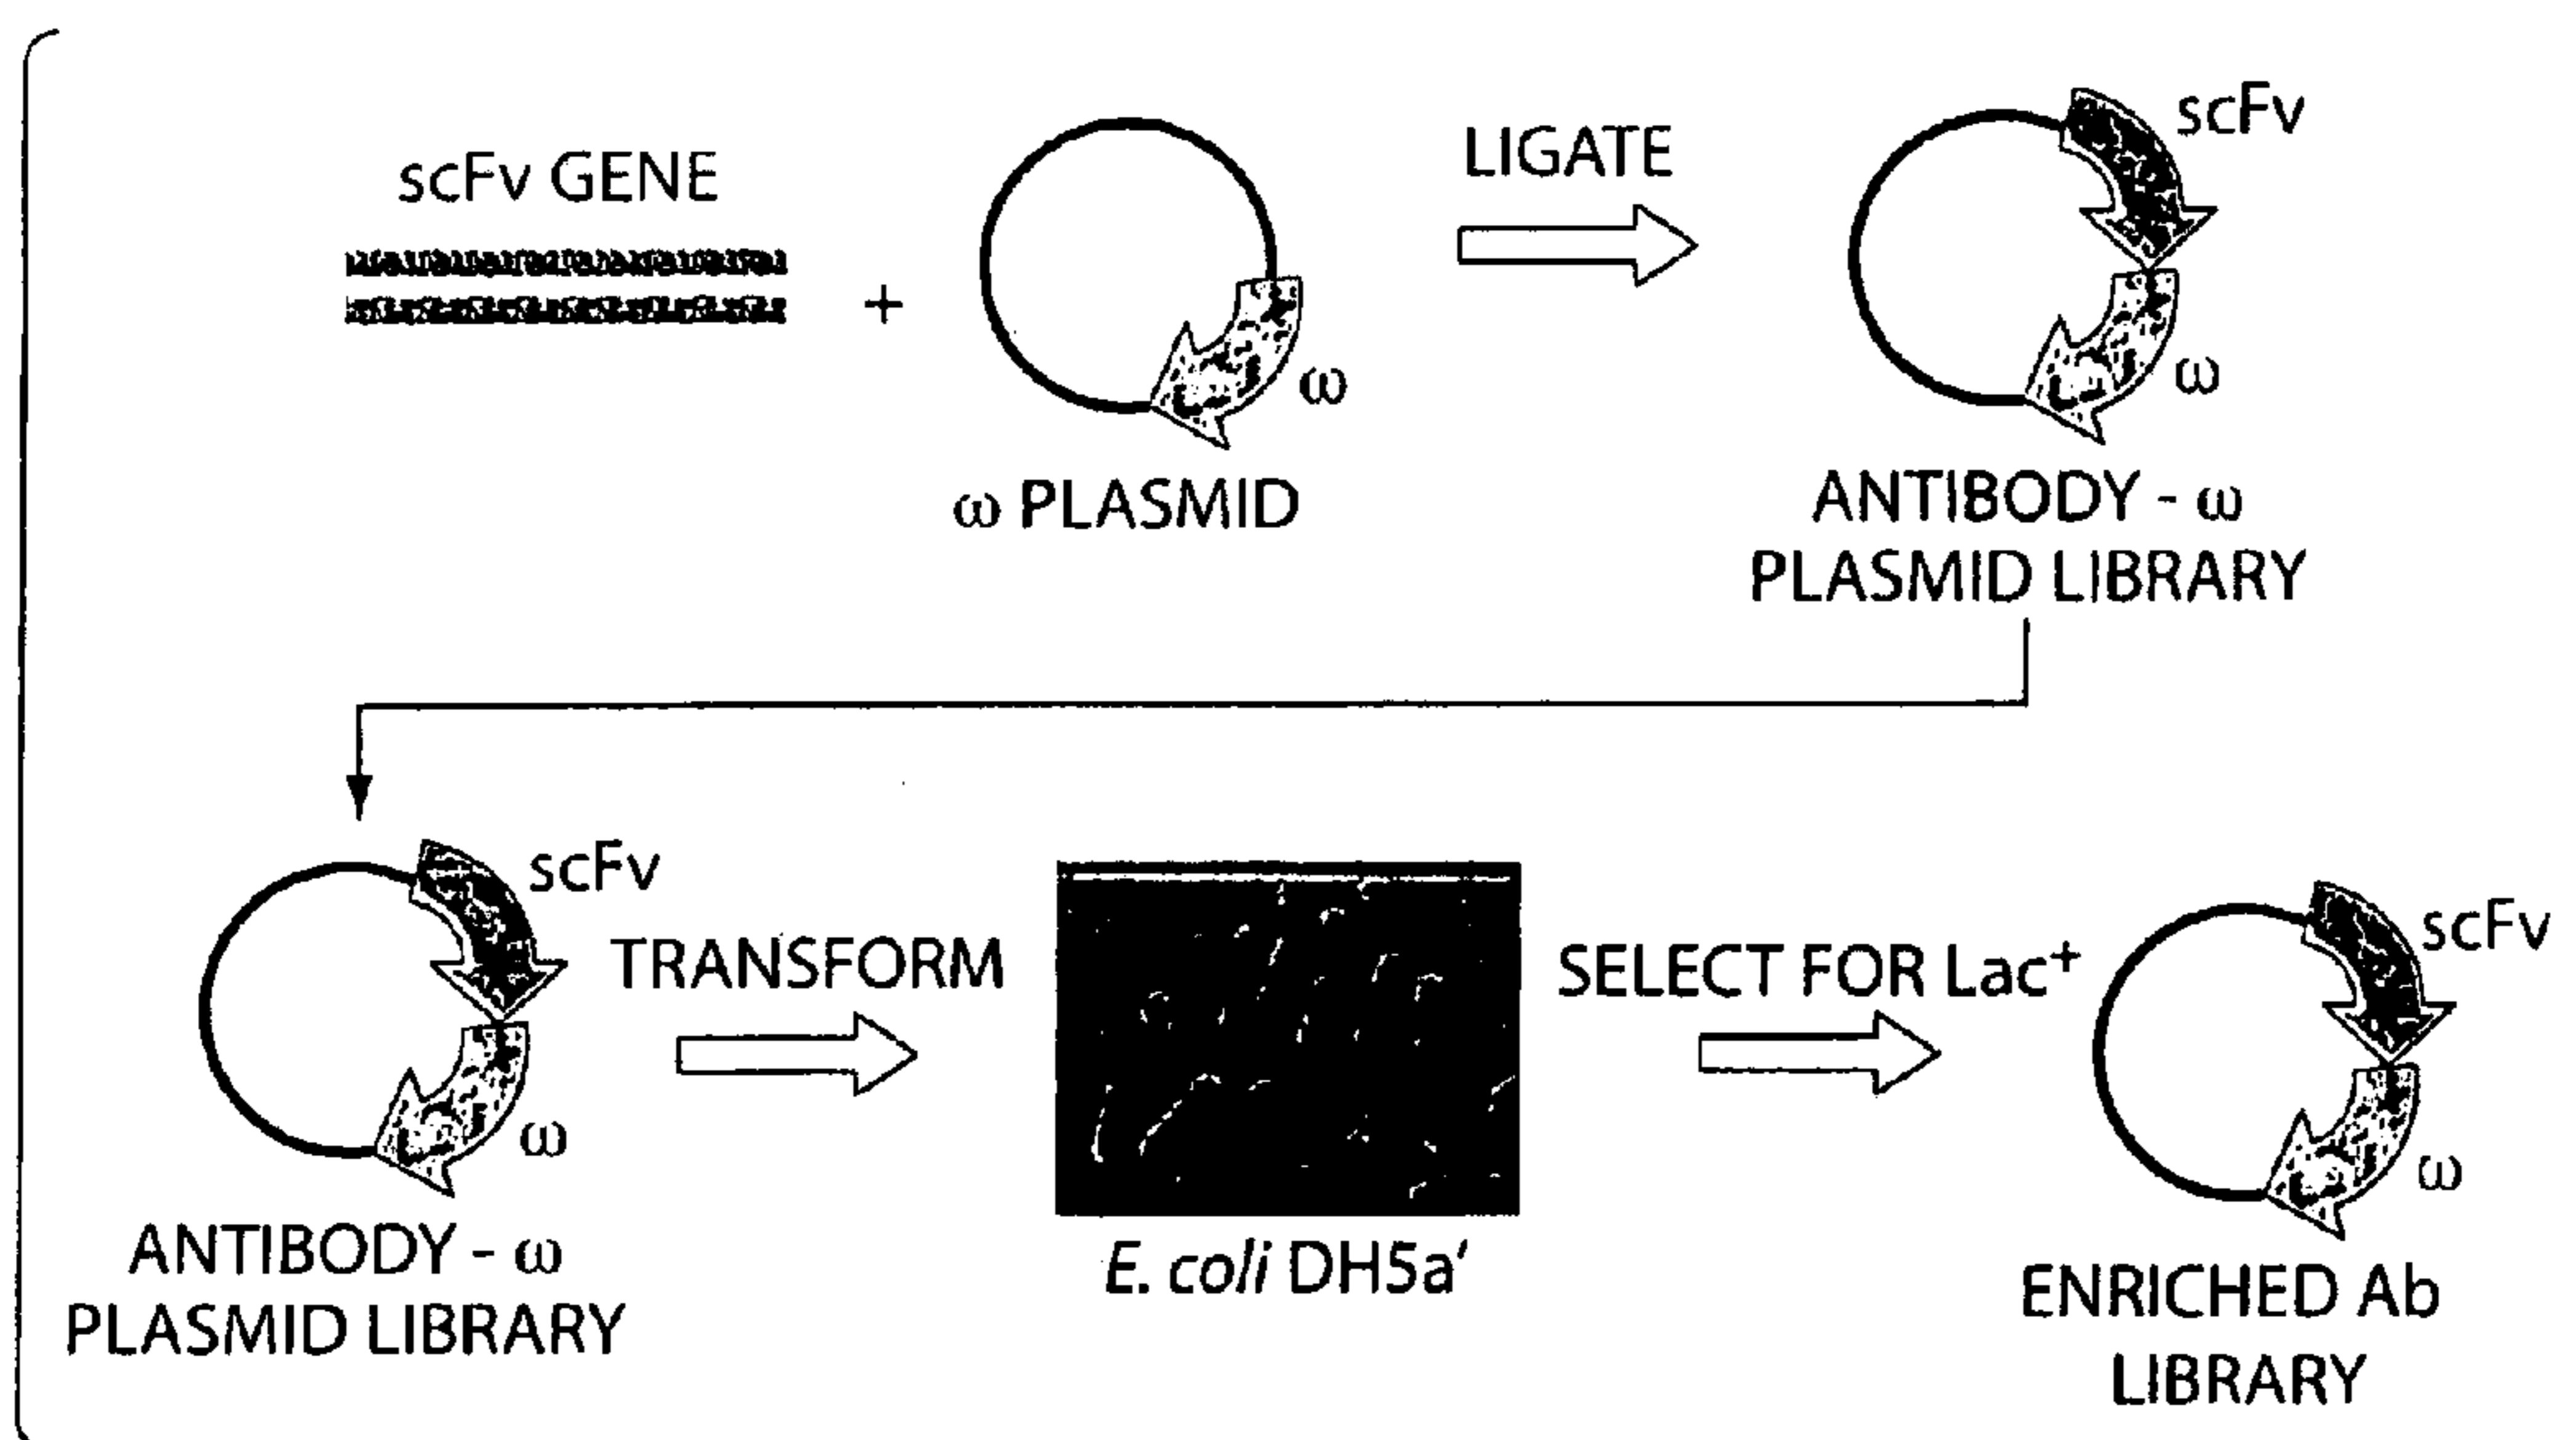 scFv GENE
+
ω
ω PLASMID
LIGATE
scFv
ω
ANTIBODY - ω
PLASMID LIBRARY
scFv
ω
ANTIBODY - ω
PLASMID LIBRARY
TRANSFORM
E. coli DH5a′
SELECT FOR Lac⁺
scFv
ω
ENRICHED Ab
LIBRARY